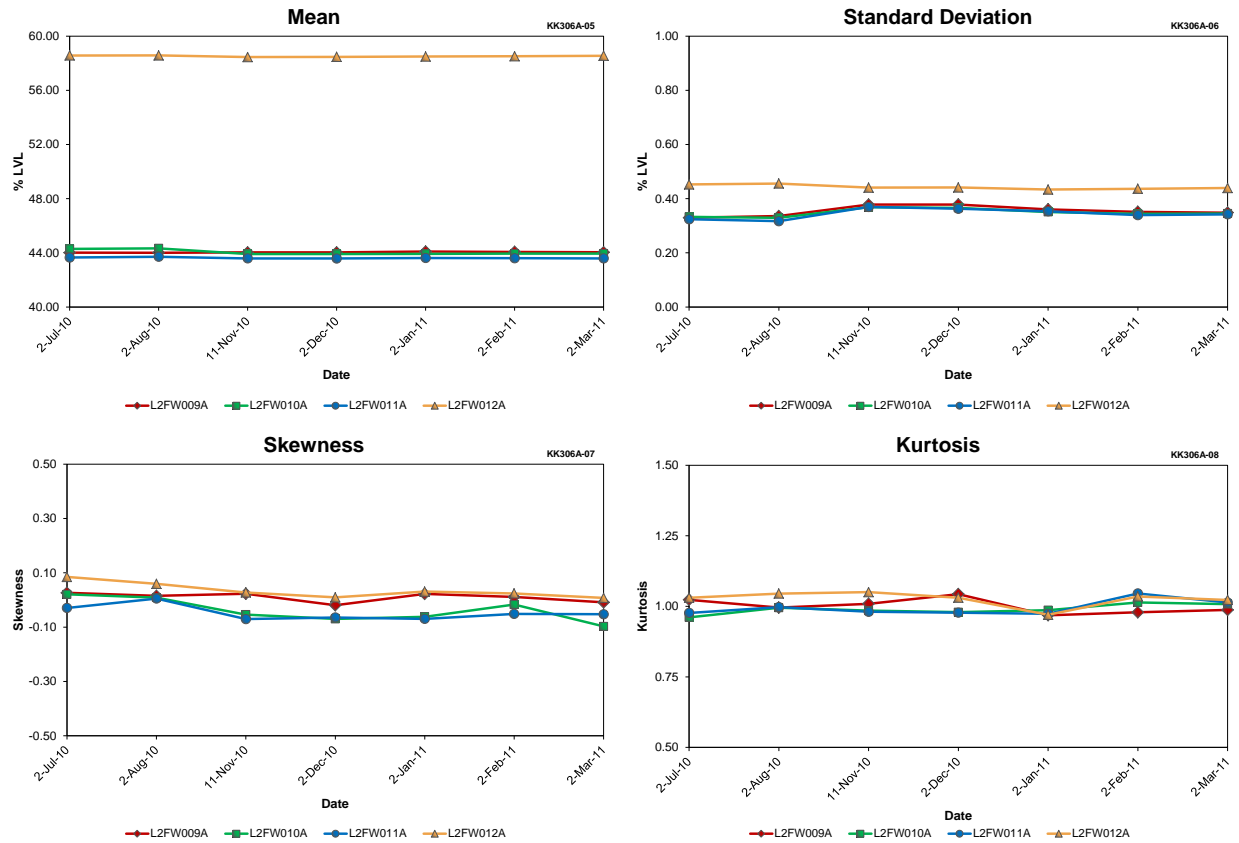 Mean
KK306A-05
60.00
56.00
52.00
48.00
44.00
40.00
% LVL
2-Jul-10
2-Aug-10
11-Nov-10
2-Dec-10
2-Jan-11
2-Feb-11
2-Mar-11
Date
L2FW009A L2FW010A L2FW011A L2FW012A
Standard Deviation
KK306A-06
1.00
0.80
0.60
0.40
0.20
0.00
% LVL
2-Jul-10
2-Aug-10
11-Nov-10
2-Dec-10
2-Jan-11
2-Feb-11
2-Mar-11
Date
L2FW009A L2FW010A L2FW011A L2FW012A
Skewness
KK306A-07
0.50
0.30
0.10
-0.10
-0.30
-0.50
Skewness
2-Jul-10
2-Aug-10
11-Nov-10
2-Dec-10
2-Jan-11
2-Feb-11
2-Mar-11
Date
L2FW009A L2FW010A L2FW011A L2FW012A
Kurtosis
KK306A-08
1.50
1.25
1.00
0.75
0.50
Kurtosis
2-Jul-10
2-Aug-10
11-Nov-10
2-Dec-10
2-Jan-11
2-Feb-11
2-Mar-11
Date
L2FW009A L2FW010A L2FW011A L2FW012A